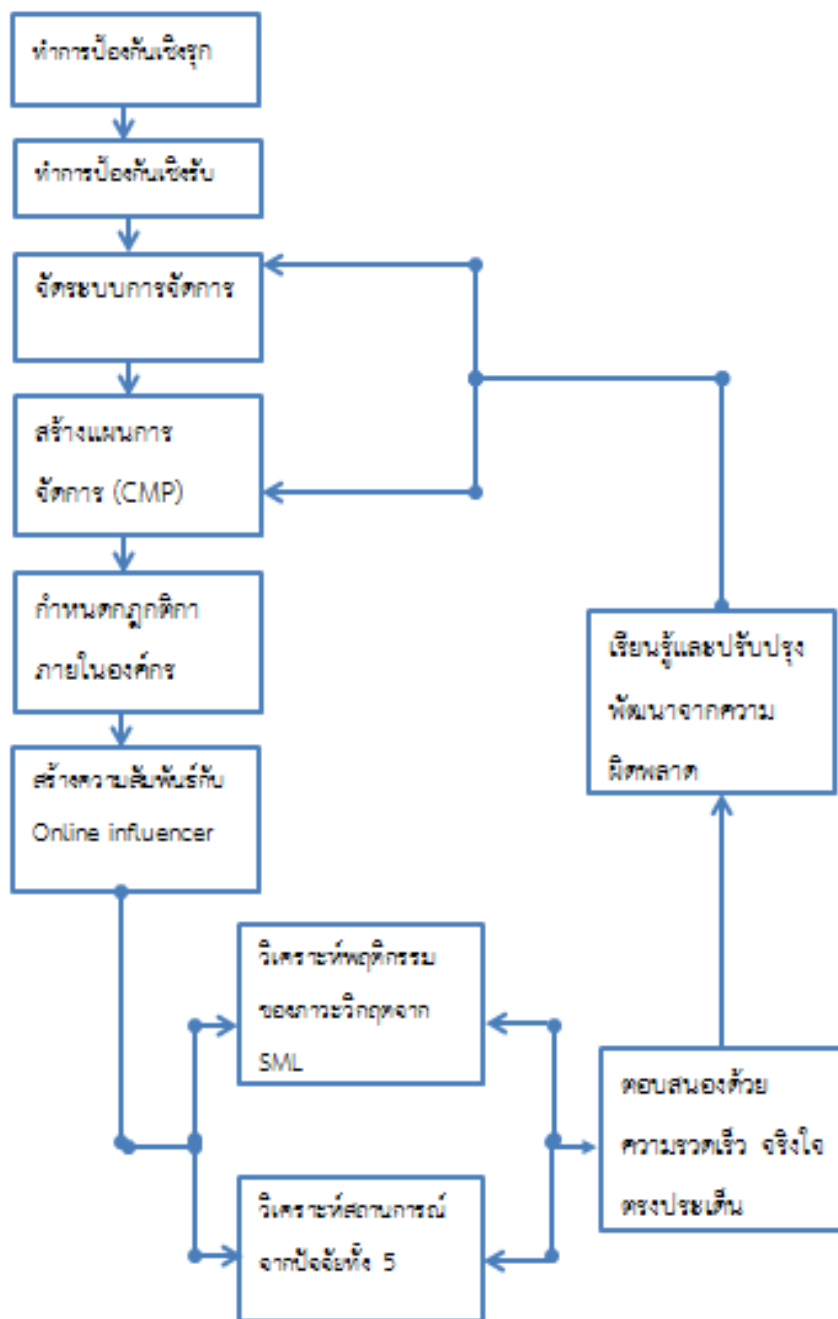 ทำการป้องกันเชิงรุก
ทำการป้องกันเชิงรับ
จัดระบบการจัดการ
สร้างแผนการ
จัดการ (CMP)
กำหนดกฎกติกา
ภายในองค์กร
สร้างความสัมพันธ์กับ
Online influencer
วิเคราะห์พฤติกรรม
ของภาวะวิกฤตจาก
SML
วิเคราะห์สถานการณ์
จากปัจจัยทั้ง 5
ตอบสนองด้วย
ความรวดเร็ว จริงใจ
ตรงประเด็น
เรียนรู้และปรับปรุง
พัฒนาจากความ
ผิดพลาด